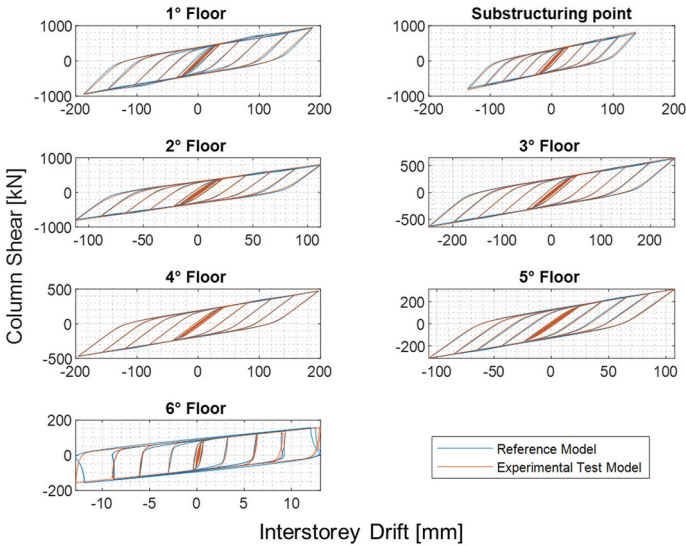 1° Floor
Substructuring point
1000
0
-1000
-200 -100 0 100 200
1000
0
-1000
-200 -100 0 100 200
2° Floor
3° Floor
1000
0
-1000
-100 -50 0 50 100
500
0
-500
-200 -100 0 100 200
4° Floor
5° Floor
500
0
-500
-200 -100 0 100 200
200
0
-200
-100 -50 0 50 100
6° Floor
200
0
-200
-10 -5 0 5 10
Reference Model
Experimental Test Model
Column Shear [kN]
Interstorey Drift [mm]